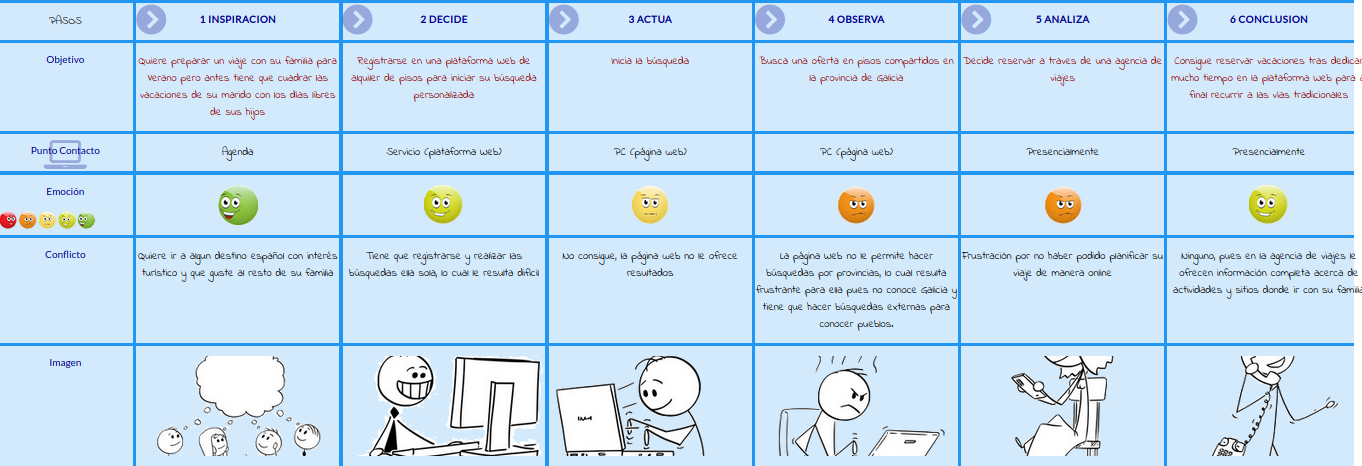 PASOS
1 INSPIRACION
2 DECIDE
3 ACTUA
4 OBSERVA
5 ANALIZA
6 CONCLUSION
Objetivo
Quiere preparar un viaje con su familia para
verano pero antes tiene que cuadrar las
vacaciones de su marido con los dias libres
de sus hijos
Registrarse en una plataforma web de
alquiler de pisos para iniciar su búsqueda
personalizada
Inicia la búsqueda
Busca una oferta en pisos compartidos en
la provincia de Galicia
Decide reservar a traves de una agencia de
viajes
Consigue reservar vacaciones tras dedicar
mucho tiempo en la plataforma web para
final recurrir a las vías tradicionales
Punto Contacto
Agenda
Servicio (plataforma web)
PC (página web)
PC (página web)
Presencialmente
Presencialmente
Emoción
Conflicto
Quiere ir a algun destino español con interés
turístico y que guste al resto de su familia
Tiene que registrarse y realizar las
búsquedas ella sola, lo cual le resulta dificil
No consigue, la página web no le ofrece
resultados
La página web no le permite hacer
búsquedas por provincias, lo cual resulta
frustrante para ella pues no conoce Galicia y
tiene que hacer búsquedas externas para
conocer pueblos.
Frustración por no haber podido planificar su
viaje de manera online
Ninguno, pues en la agencia de viajes le
ofrecen información completa acerca de
actividades y sitios donde ir con su familia
Imagen